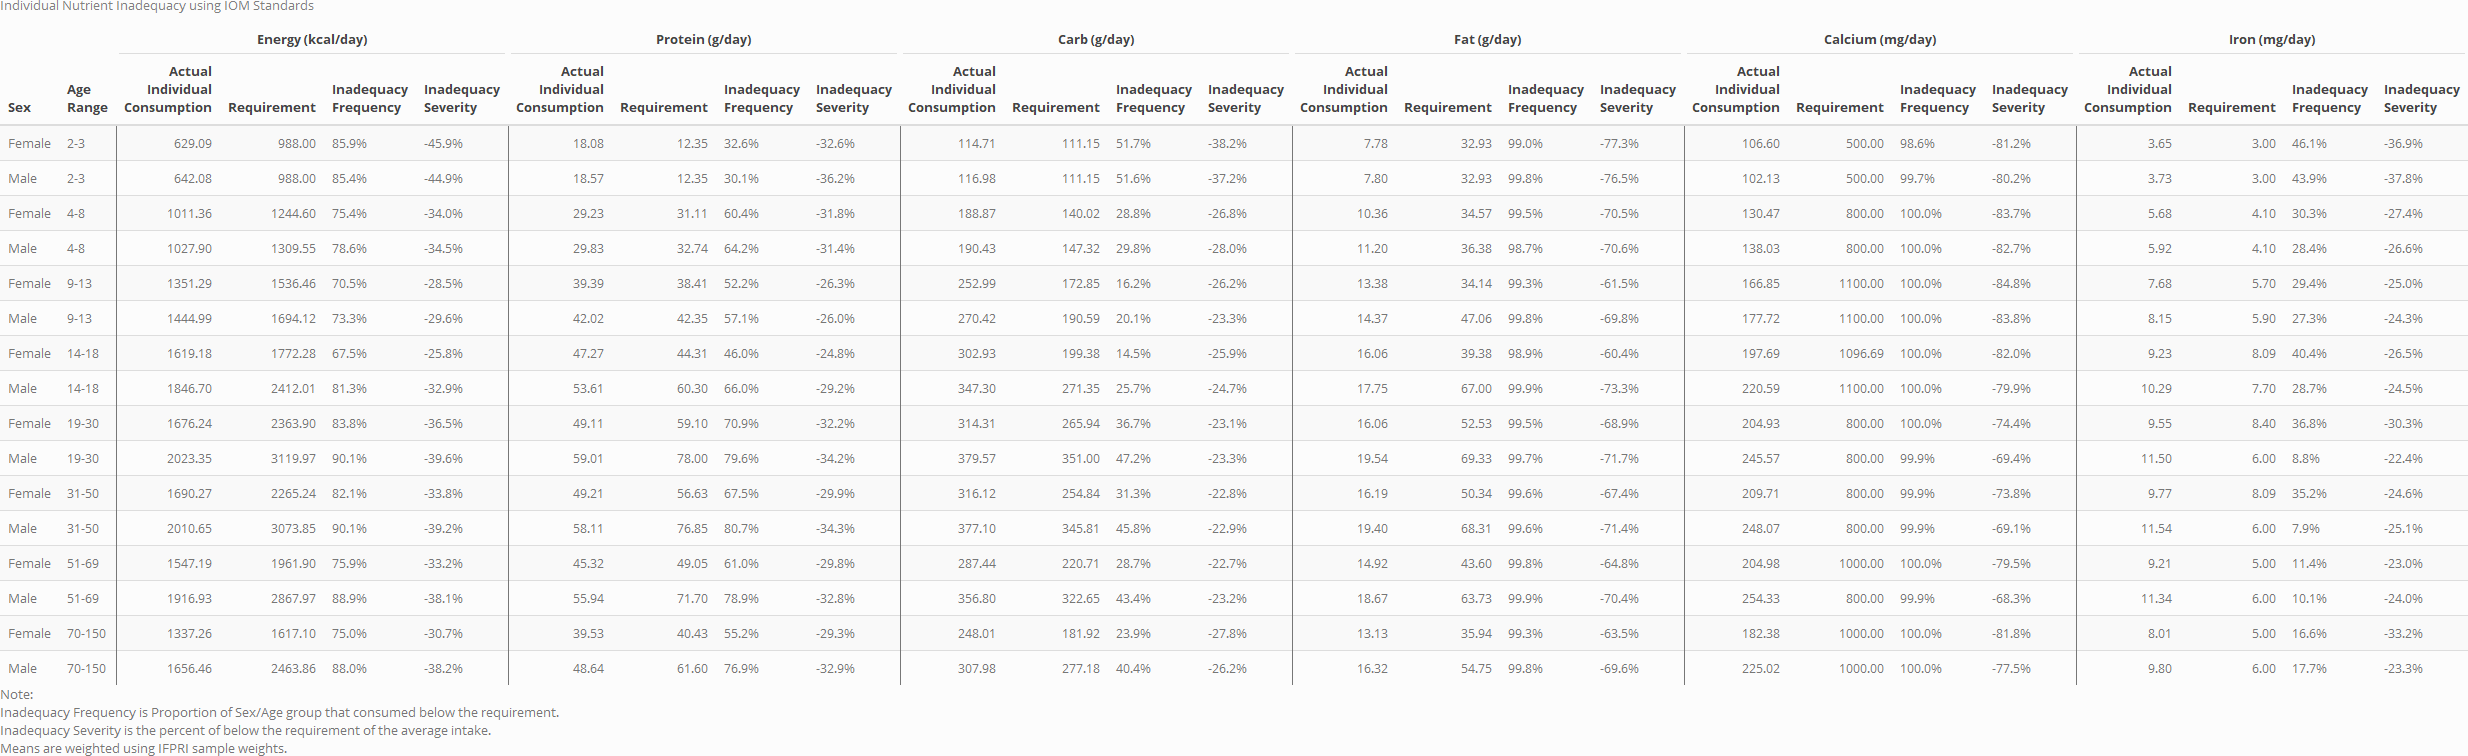 Individual Nutrient Inadequacy using IOM Standards
Energy (kcal/day) Protein (g/day) Carb (g/day) Fat (g/day) Calcium (mg/day) Iron (mg/day)
Actual Actual Actual Actual Actual Actual
Age Individual Inadequacy Inadequacy Individual Inadequacy Inadequacy Individual Inadequacy Inadequacy Individual Inadequacy Inadequacy Individual Inadequacy Inadequacy Individual Inadequacy Inadequacy
Sex Range Consumption Requirement Frequency Severity Consumption Requirement Frequency Severity Consumption Requirement Frequency Severity Consumption Requirement Frequency Severity Consumption Requirement Frequency Severity Consumption Requirement Frequency Severity
Female 2-3 629.09 988.00 85.9% -45.9% 18.08 12.35 32.6% -32.6% 114.71 111.15 51.7% -38.2% 7.78 32.93 99.0% -77.3% 106.60 500.00 98.6% -81.2% 3.65 3.00 46.1% -36.9%
Male 2-3 642.08 988.00 85.4% -44.9% 18.57 12.35 30.1% -36.2% 116.98 111.15 51.6% -37.2% 7.80 32.93 99.8% -76.5% 102.13 500.00 99.7% -80.2% 3.73 3.00 43.9% -37.8%
Female 4-8 1011.36 1244.60 75.4% -34.0% 29.23 31.11 60.4% -31.8% 188.87 140.02 28.8% -26.8% 10.36 34.57 99.5% -70.5% 130.47 800.00 100.0% -83.7% 5.68 4.10 30.3% -27.4%
Male 4-8 1027.90 1309.55 78.6% -34.5% 29.83 32.74 64.2% -31.4% 190.43 147.32 29.8% -28.0% 11.20 36.38 98.7% -70.6% 138.03 800.00 100.0% -82.7% 5.92 4.10 28.4% -26.6%
Female 9-13 1351.29 1536.46 70.5% -28.5% 39.39 38.41 52.2% -26.3% 252.99 172.85 16.2% -26.2% 13.38 34.14 99.3% -61.5% 166.85 1100.00 100.0% -84.8% 7.68 5.70 29.4% -25.0%
Male 9-13 1444.99 1694.12 73.3% -29.6% 42.02 42.35 57.1% -26.0% 270.42 190.59 20.1% -23.3% 14.37 47.06 99.8% -69.8% 177.72 1100.00 100.0% -83.8% 8.15 5.90 27.3% -24.3%
Female 14-18 1619.18 1772.28 67.5% -25.8% 47.27 44.31 46.0% -24.8% 302.93 199.38 14.5% -25.9% 16.06 39.38 98.9% -60.4% 197.69 1096.69 100.0% -82.0% 9.23 8.09 40.4% -26.5%
Male 14-18 1846.70 2412.01 81.3% -32.9% 53.61 60.30 66.0% -29.2% 347.30 271.35 25.7% -24.7% 17.75 67.00 99.9% -73.3% 220.59 1100.00 100.0% -79.9% 10.29 7.70 28.7% -24.5%
Female 19-30 1676.24 2363.90 83.8% -36.5% 49.11 59.10 70.9% -32.2% 314.31 265.94 36.7% -23.1% 16.06 52.53 99.5% -68.9% 204.93 800.00 100.0% -74.4% 9.55 8.40 36.8% -30.3%
Male 19-30 2023.35 3119.97 90.1% -39.6% 59.01 78.00 79.6% -34.2% 379.57 351.00 47.2% -23.3% 19.54 69.33 99.7% -71.7% 245.57 800.00 99.9% -69.4% 11.50 6.00 8.8% -22.4%
Female 31-50 1690.27 2265.24 82.1% -33.8% 49.21 56.63 67.5% -29.9% 316.12 254.84 31.3% -22.8% 16.19 50.34 99.6% -67.4% 209.71 800.00 99.9% -73.8% 9.77 8.09 35.2% -24.6%
Male 31-50 2010.65 3073.85 90.1% -39.2% 58.11 76.85 80.7% -34.3% 377.10 345.81 45.8% -22.9% 19.40 68.31 99.6% -71.4% 248.07 800.00 99.9% -69.1% 11.54 6.00 7.9% -25.1%
Female 51-69 1547.19 1961.90 75.9% -33.2% 45.32 49.05 61.0% -29.8% 287.44 220.71 28.7% -22.7% 14.92 43.60 99.8% -64.8% 204.98 1000.00 100.0% -79.5% 9.21 5.00 11.4% -23.0%
Male 51-69 1916.93 2867.97 88.9% -38.1% 55.94 71.70 78.9% -32.8% 356.80 322.65 43.4% -23.2% 18.67 63.73 99.9% -70.4% 254.33 800.00 99.9% -68.3% 11.34 6.00 10.1% -24.0%
Female 70-150 1337.26 1617.10 75.0% -30.7% 39.53 40.43 55.2% -29.3% 248.01 181.92 23.9% -27.8% 13.13 35.94 99.3% -63.5% 182.38 1000.00 100.0% -81.8% 8.01 5.00 16.6% -33.2%
Male 70-150 1656.46 2463.86 88.0% -38.2% 48.64 61.60 76.9% -32.9% 307.98 277.18 40.4% -26.2% 16.32 54.75 99.8% -69.6% 225.02 1000.00 100.0% -77.5% 9.80 6.00 17.7% -23.3%
Note:
Inadequacy Frequency is Proportion of Sex/Age group that consumed below the requirement.
Inadequacy Severity is the percent of below the requirement of the average intake.
Means are weighted using IFPRI sample weights.